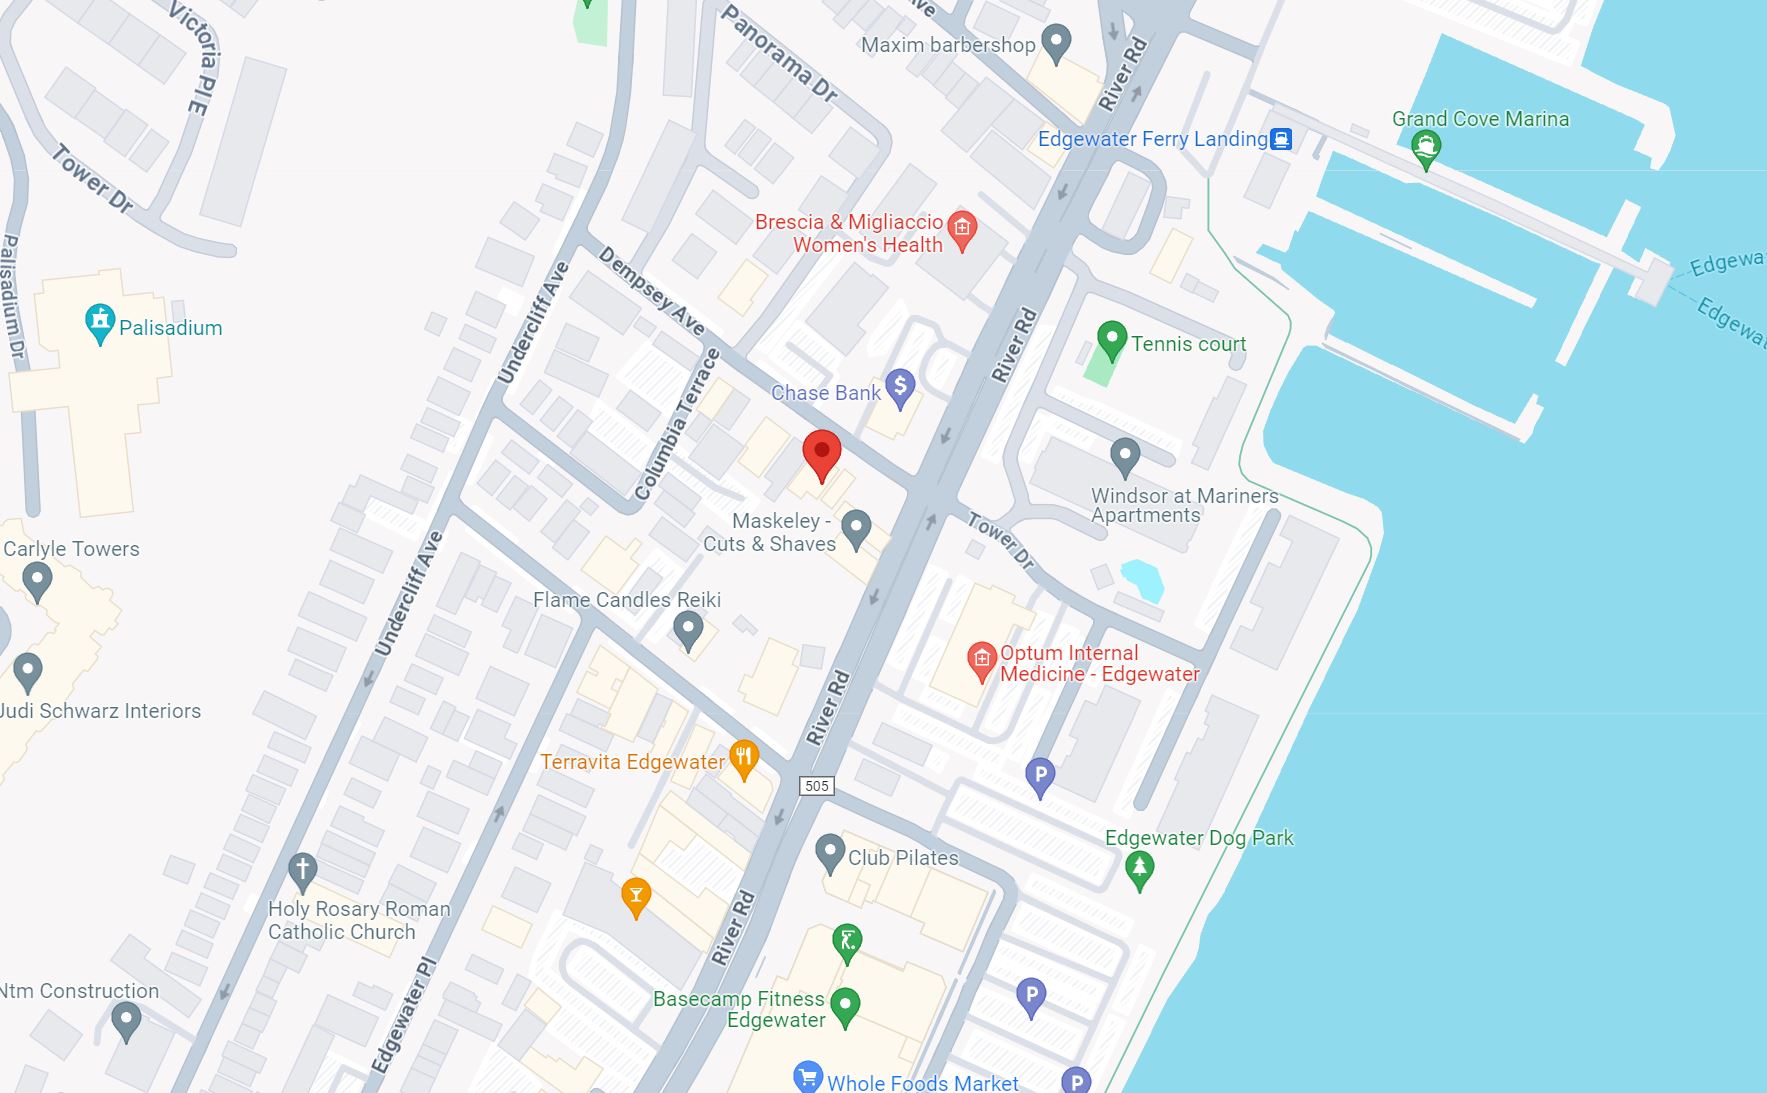 Victoria Pl E
Panorama Dr
Ave
Maxim barbershop
River Rd
Grand Cove Marina
Edgewater Ferry Landing
Tower Dr
Palisadium Dr
Brescia & Migliaccio
Women's Health
Dempsey Ave
Edgewa
Edgewa
Undercliff Ave
Palisadium
River Rd
Tennis court
Columbia Terrace
Chase Bank
$
Windsor at Mariners
Apartments
Maskeley -
Cuts & Shaves
Tower Dr
Carlyle Towers
Undercliff Ave
Flame Candles Reiki
Optum Internal
Medicine - Edgewater
Judi Schwarz Interiors
River Rd
Terravita Edgewater
P
505
Edgewater Dog Park
Club Pilates
Holy Rosary Roman
Catholic Church
River Rd
Edgewater Pl
Ntm Construction
Basecamp Fitness
Edgewater
P
Whole Foods Market
P